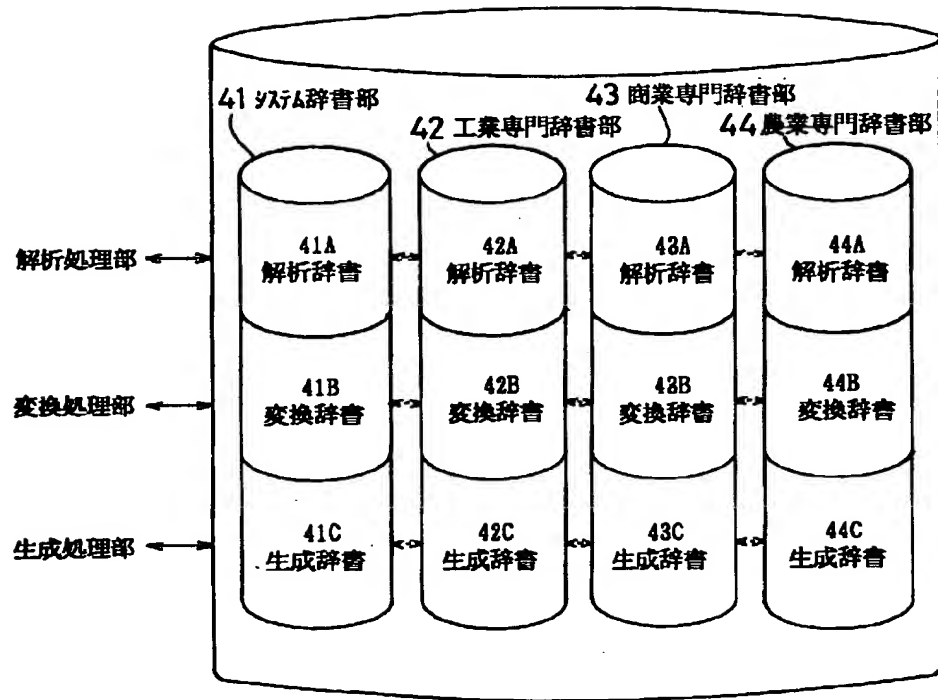 41 システム辞書部
42 工業専門辞書部
43 商業専門辞書部
44 農業専門辞書部
解析処理部
41A
解析辞書
42A
解析辞書
43A
解析辞書
44A
解析辞書
変換処理部
41B
変換辞書
42B
変換辞書
43B
変換辞書
44B
変換辞書
生成処理部
41C
生成辞書
42C
生成辞書
43C
生成辞書
44C
生成辞書